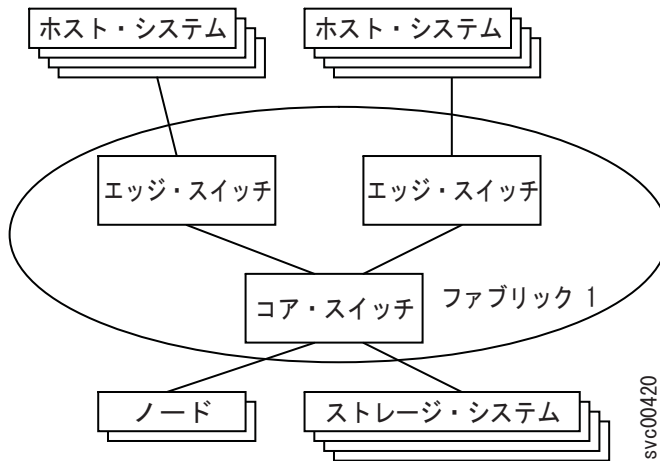 ホスト・システム
ホスト・システム
エッジ・スイッチ
エッジ・スイッチ
コア・スイッチ
ファブリック 1
ノード
ストレージ・システム
svc00420